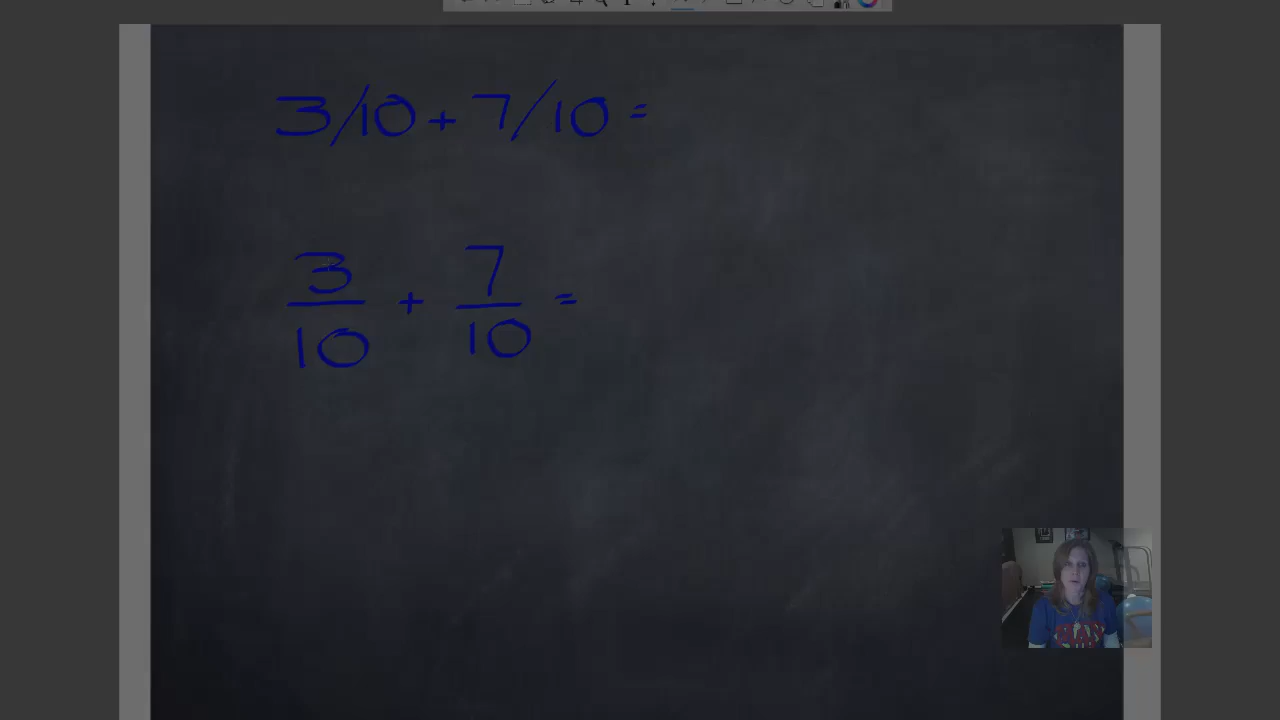 3/10 + 7/10 =
3/10 + 7/10 =